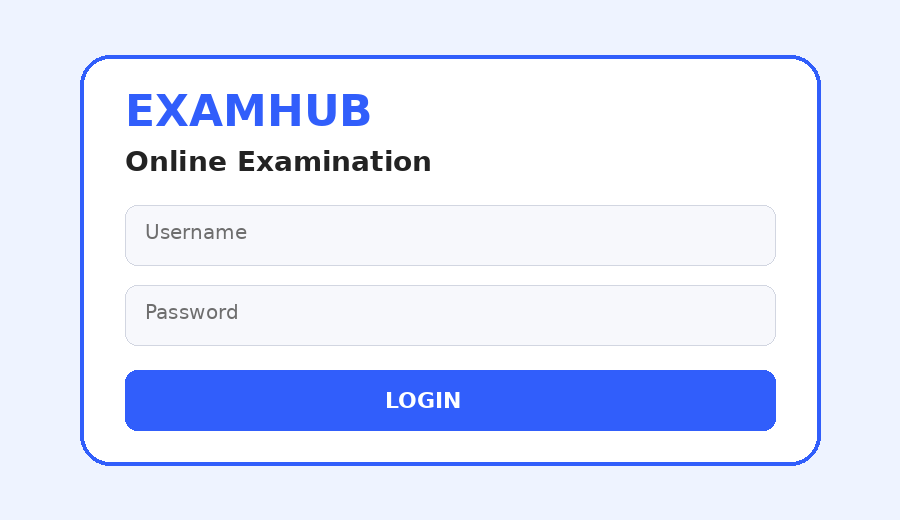 EXAMHUB
Online Examination
Username
Password
LOGIN